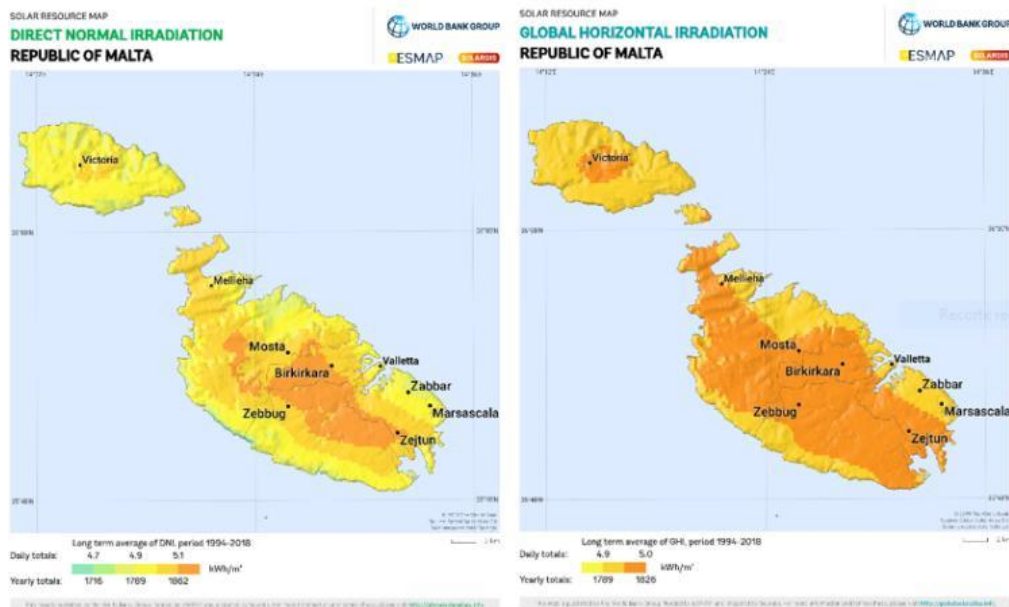 SOLAR RESOURCE MAP
DIRECT NORMAL IRRADIATION
REPUBLIC OF MALTA
WORLD BANK GROUP
ESMAP
SOLARGIS
Victoria
Mellieha
Mosta
Birkirkara
Valletta
Zabbar
Zebbug
Marsascala
Zejtun
Long term average of DNI, period 1994-2018
Daily totals: 4.7 4.9 5.1
kWh/m²
Yearly totals: 1716 1789 1862
SOLAR RESOURCE MAP
GLOBAL HORIZONTAL IRRADIATION
REPUBLIC OF MALTA
WORLD BANK GROUP
ESMAP
SOLARGIS
Victoria
Mellieha
Mosta
Birkirkara
Valletta
Zabbar
Zebbug
Marsascala
Zejtun
Long term average of GHI, period 1994-2018
Daily totals: 4.9 5.0
kWh/m²
Yearly totals: 1789 1826